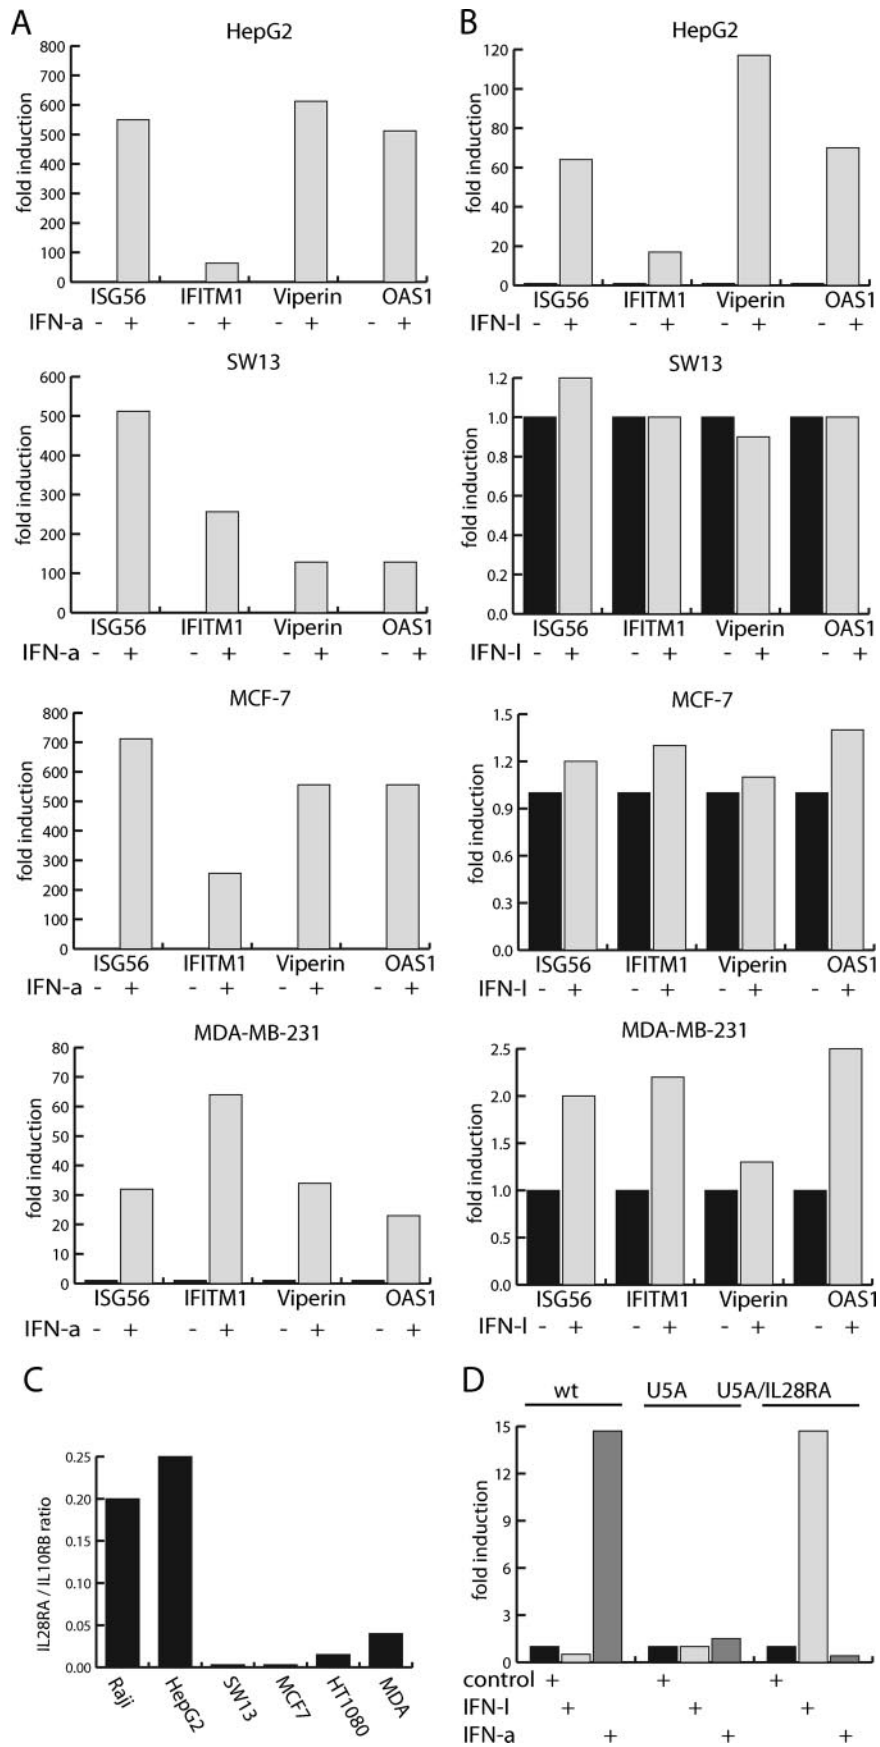 A
HepG2
fold induction
800
700
600
500
400
300
200
100
0
ISG56 IFITM1 Viperin OAS1
IFN-a - + - + - + - +
SW13
fold induction
600
500
400
300
200
100
0
ISG56 IFITM1 Viperin OAS1
IFN-a - + - + - + - +
MCF-7
fold induction
800
700
600
500
400
300
200
100
0
ISG56 IFITM1 Viperin OAS1
IFN-a - + - + - + - +
MDA-MB-231
fold induction
80
70
60
50
40
30
20
10
0
ISG56 IFITM1 Viperin OAS1
IFN-a - + - + - + - +
B
HepG2
fold induction
120
100
80
60
40
20
0
ISG56 IFITM1 Viperin OAS1
IFN-l - + - + - + - +
SW13
fold induction
1.2
1.0
0.8
0.6
0.4
0.2
0.0
ISG56 IFITM1 Viperin OAS1
IFN-l - + - + - + - +
MCF-7
fold induction
1.5
1.2
0.9
0.6
0.3
0.0
ISG56 IFITM1 Viperin OAS1
IFN-l - + - + - + - +
MDA-MB-231
fold induction
2.5
2.0
1.5
1.0
0.5
0.0
ISG56 IFITM1 Viperin OAS1
IFN-l - + - + - + - +
C
IL28RA / IL10RB ratio
0.25
0.20
0.15
0.10
0.05
0.00
Raji HepG2 SW13 MCF7 HT1080 MDA
D
wt U5A U5A/IL28RA
fold induction
15
12
9
6
3
0
control + + +
IFN-l + + +
IFN-a + + +